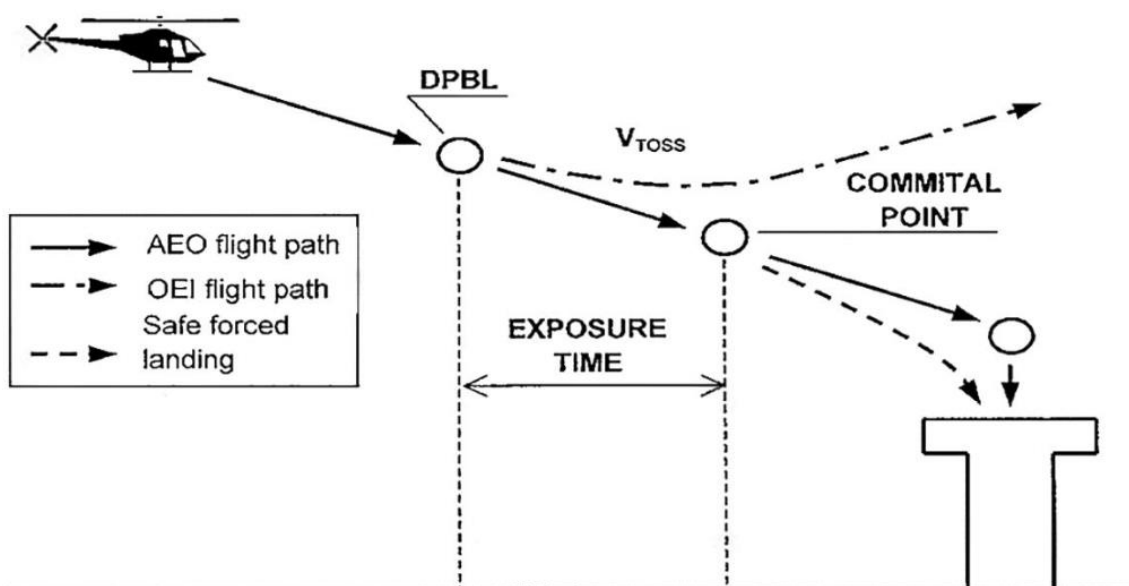 DPBL
VTOSS
COMMITAL
POINT
AEO flight path
OEI flight path
Safe forced
landing
EXPOSURE
TIME